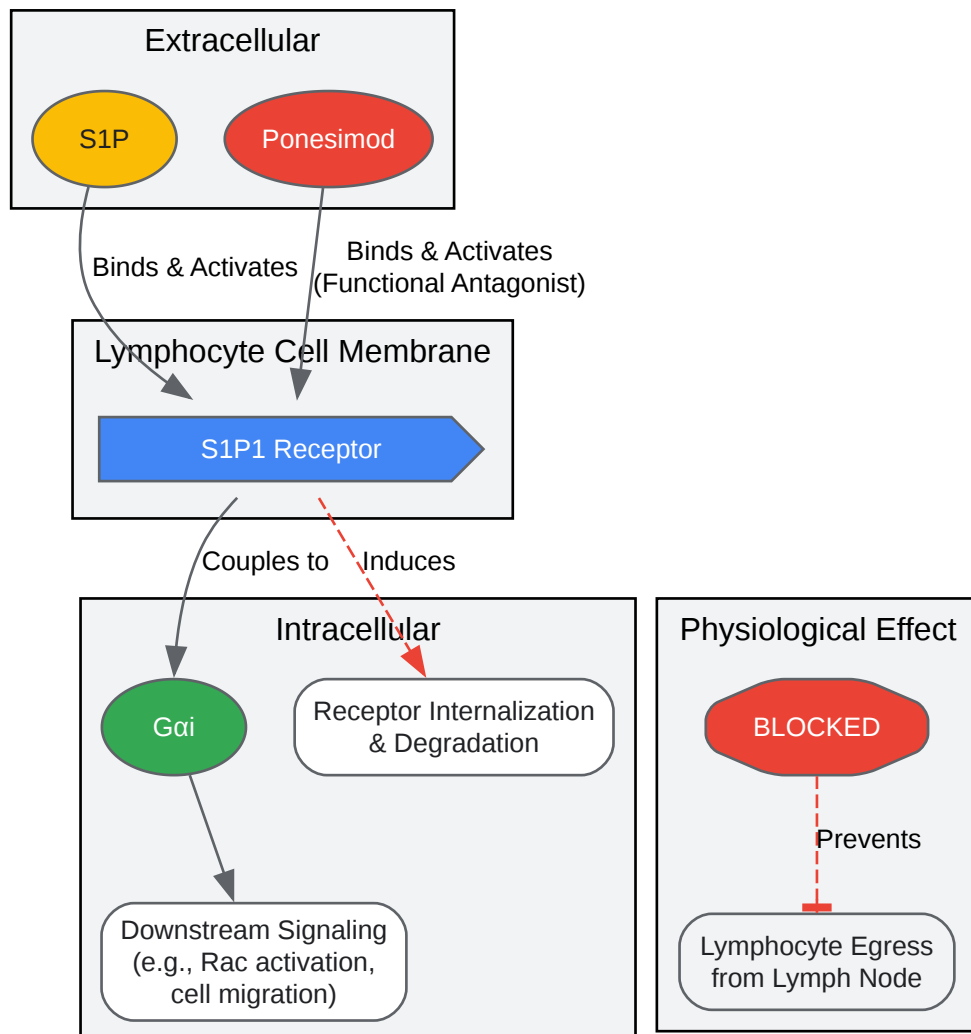 Extracellular
S1P
Ponesimod
Binds & Activates
Binds & Activates
(Functional Antagonist)
Lymphocyte Cell Membrane
S1P1 Receptor
Couples to
Induces
Intracellular
Gαi
Receptor Internalization
& Degradation
Downstream Signaling
(e.g., Rac activation,
cell migration)
Physiological Effect
BLOCKED
Prevents
Lymphocyte Egress
from Lymph Node